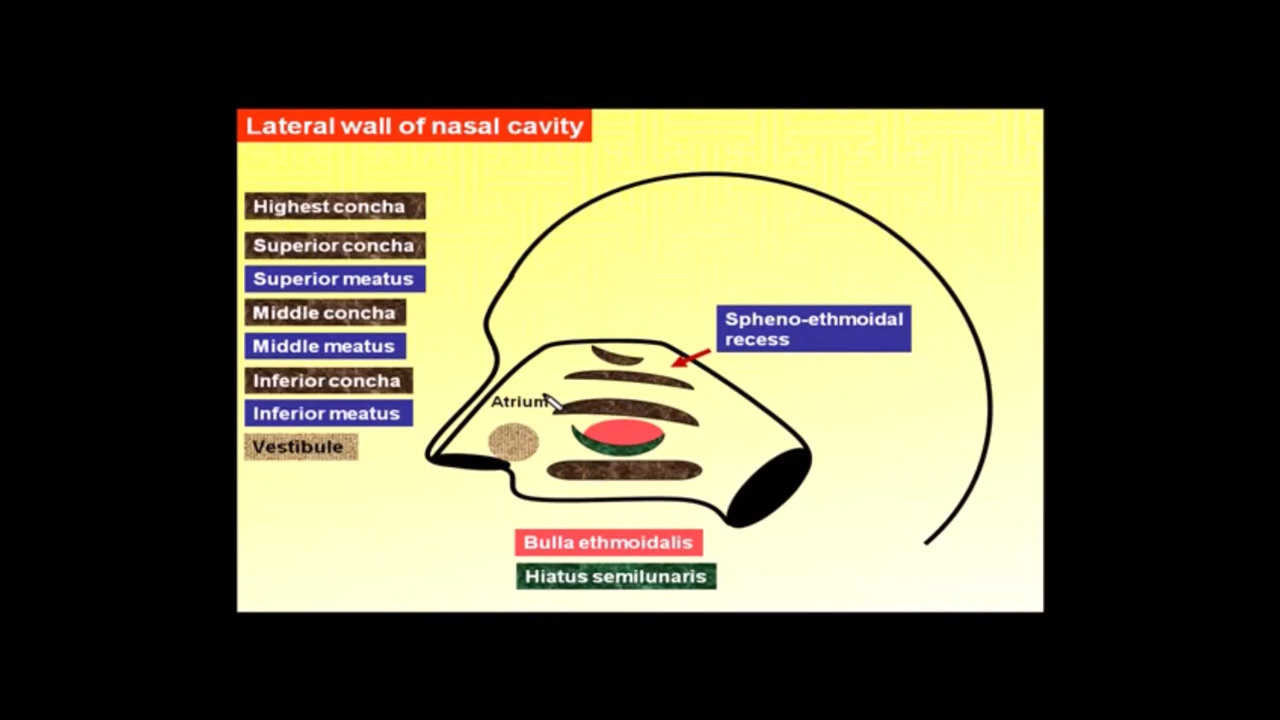 Lateral wall of nasal cavity
Highest concha
Superior concha
Superior meatus
Middle concha
Middle meatus
Inferior concha
Inferior meatus
Vestibule
Spheno-ethmoidal
recess
Atrium
Bulla ethmoidalis
Hiatus semilunaris